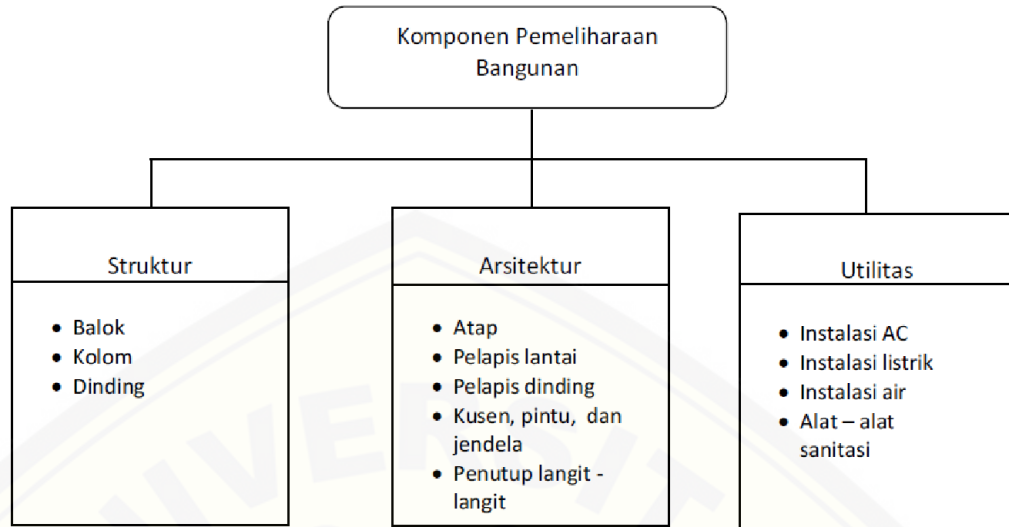 Komponen Pemeliharaan
Bangunan
Struktur
• Balok
• Kolom
• Dinding
Arsitektur
• Atap
• Pelapis lantai
• Pelapis dinding
• Kusen, pintu, dan
jendela
• Penutup langit -
langit
Utilitas
• Instalasi AC
• Instalasi listrik
• Instalasi air
• Alat – alat
sanitasi